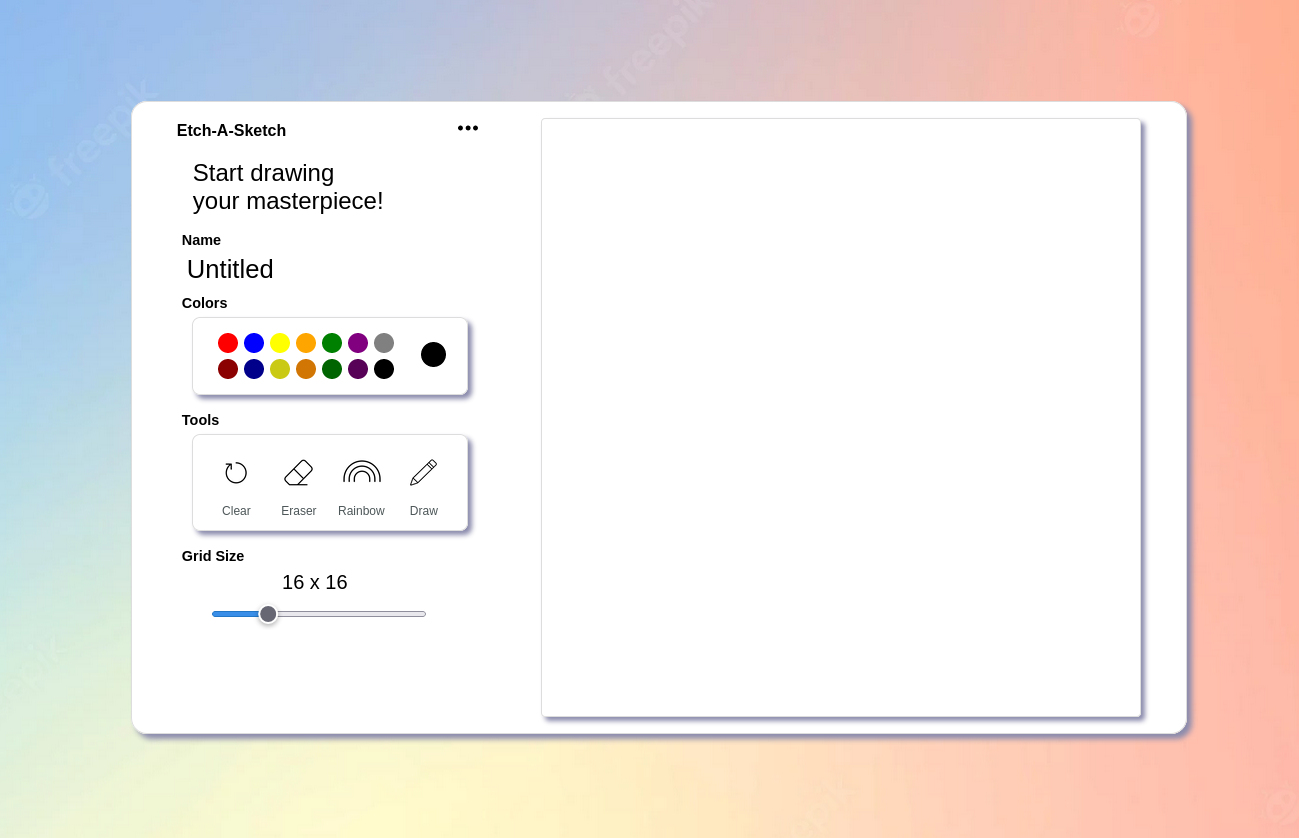 Etch-A-Sketch
Start drawing
your masterpiece!
Name
Untitled
Colors
Tools
Clear
Eraser
Rainbow
Draw
Grid Size
16 x 16
freepik
freepik